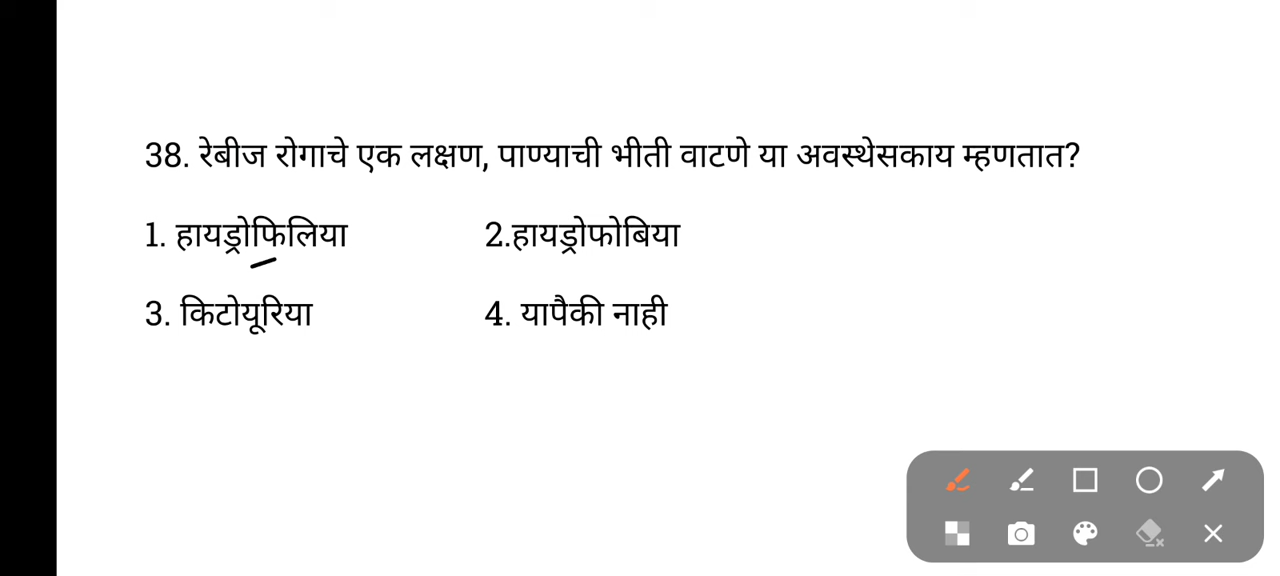 38. रेबीज रोगाचे एक लक्षण, पाण्याची भीती वाटणे या अवस्थेसकाय म्हणतात?
1. हायड्रोफिलिया 2.हायड्रोफोबिया
3. किटोयूरिया 4. यापैकी नाही